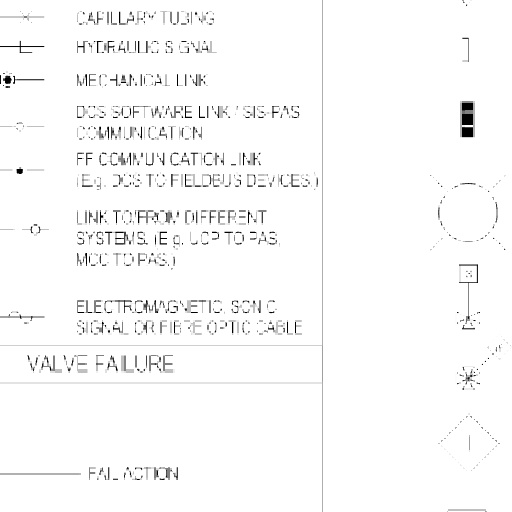 CAPILLARY TUBING
HYDRAULIC SIGNAL
MECHANICAL LINK
DCS SOFTWARE LINK / SIS-PAS
COMMUNICATION
FF COMMUNICATION LINK
(E.g. DCS TO FIELDBUS DEVICES.)
LINK TO/FROM DIFFERENT
SYSTEMS. (E.g. UCP TO PAS,
MCC TO PAS.)
ELECTROMAGNETIC, SONIC
SIGNAL OR FIBRE OPTIC CABLE
VALVE FAILURE
FAIL ACTION